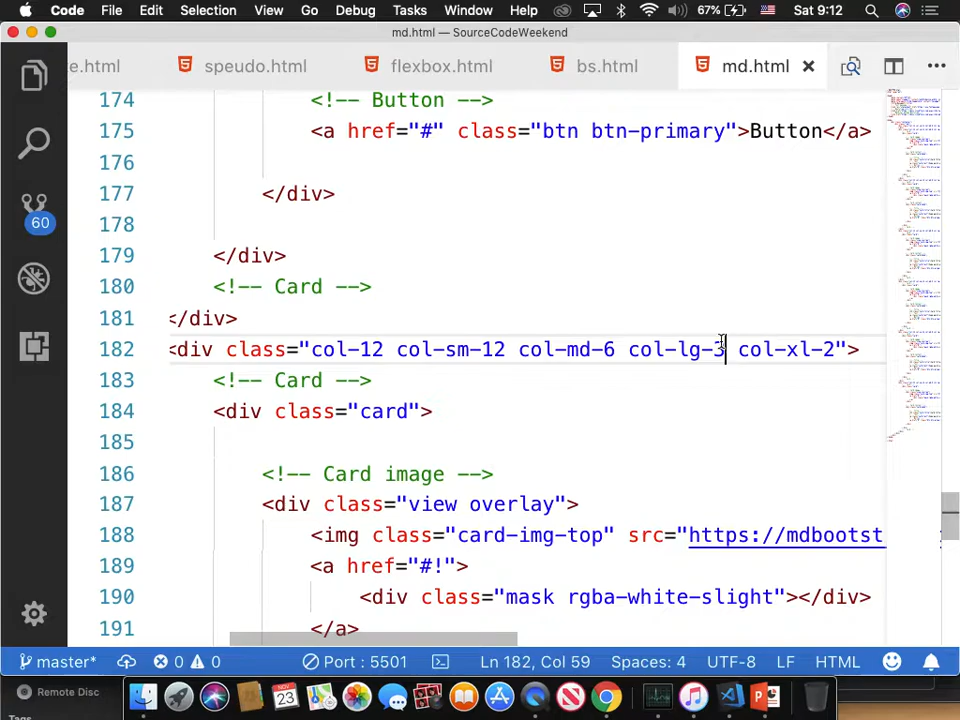 Code File Edit Selection View Go Debug Tasks Window Help 67% Sat 9:12
md.html — SourceCodeWeekend
e.html speudo.html flexbox.html bs.html md.html
174 <!-- Button -->
175 <a href="#" class="btn btn-primary">Button</a>
176
177 </div>
178
179 </div>
180 <!-- Card -->
181 </div>
182 <div class="col-12 col-sm-12 col-md-6 col-lg-3 col-xl-2">
183 <!-- Card -->
184 <div class="card">
185
186 <!-- Card image -->
187 <div class="view overlay">
188 <img class="card-img-top" src="https://mdbootst
189 <a href="#!">
190 <div class="mask rgba-white-slight"></div>
191 </a>
60
master* 0 0 Port : 5501 Ln 182, Col 59 Spaces: 4 UTF-8 LF HTML
Remote Disc
NOV
23
Tags